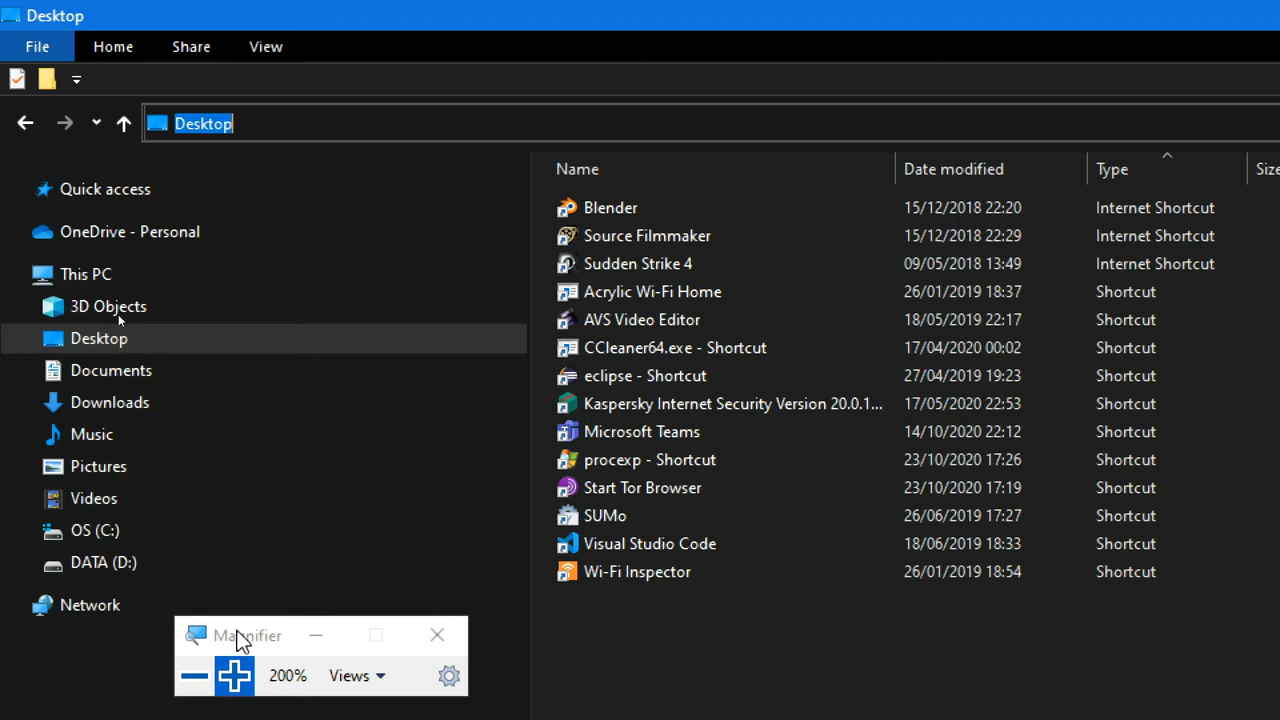 Desktop
File Home Share View
Desktop
Name Date modified Type Size
Quick access
OneDrive - Personal
This PC
3D Objects
Desktop
Documents
Downloads
Music
Pictures
Videos
OS (C:)
DATA (D:)
Network
Blender 15/12/2018 22:20 Internet Shortcut
Source Filmmaker 15/12/2018 22:29 Internet Shortcut
Sudden Strike 4 09/05/2018 13:49 Internet Shortcut
Acrylic Wi-Fi Home 26/01/2019 18:37 Shortcut
AVS Video Editor 18/05/2019 22:17 Shortcut
CCleaner64.exe - Shortcut 17/04/2020 00:02 Shortcut
eclipse - Shortcut 27/04/2019 19:23 Shortcut
Kaspersky Internet Security Version 20.0.1... 17/05/2020 22:53 Shortcut
Microsoft Teams 14/10/2020 22:12 Shortcut
procexp - Shortcut 23/10/2020 17:26 Shortcut
Start Tor Browser 23/10/2020 17:19 Shortcut
SUMo 26/06/2019 17:27 Shortcut
Visual Studio Code 18/06/2019 18:33 Shortcut
Wi-Fi Inspector 26/01/2019 18:54 Shortcut
Magnifier
200% Views